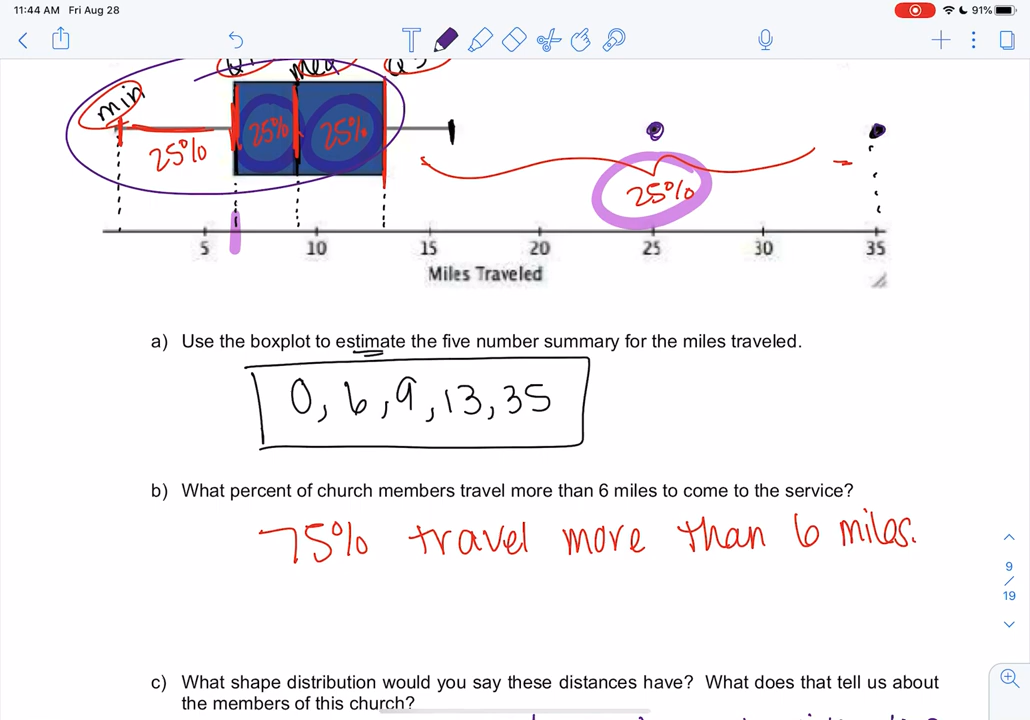 11:44 AM Fri Aug 28
91%
T
Med
min
25%
25%
25%
25%
5 10 15 20 25 30 35
Miles Traveled
a) Use the boxplot to estimate the five number summary for the miles traveled.
0, 6, 9, 13, 35
b) What percent of church members travel more than 6 miles to come to the service?
75% travel more than 6 miles.
9
/
19
c) What shape distribution would you say these distances have? What does that tell us about
the members of this church?